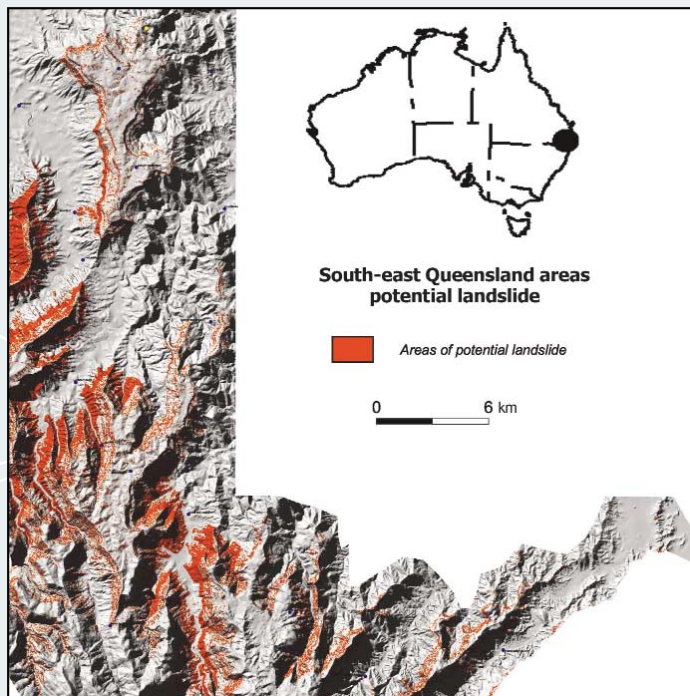 South-east Queensland areas
potential landslide
Areas of potential landslide
0 6 km